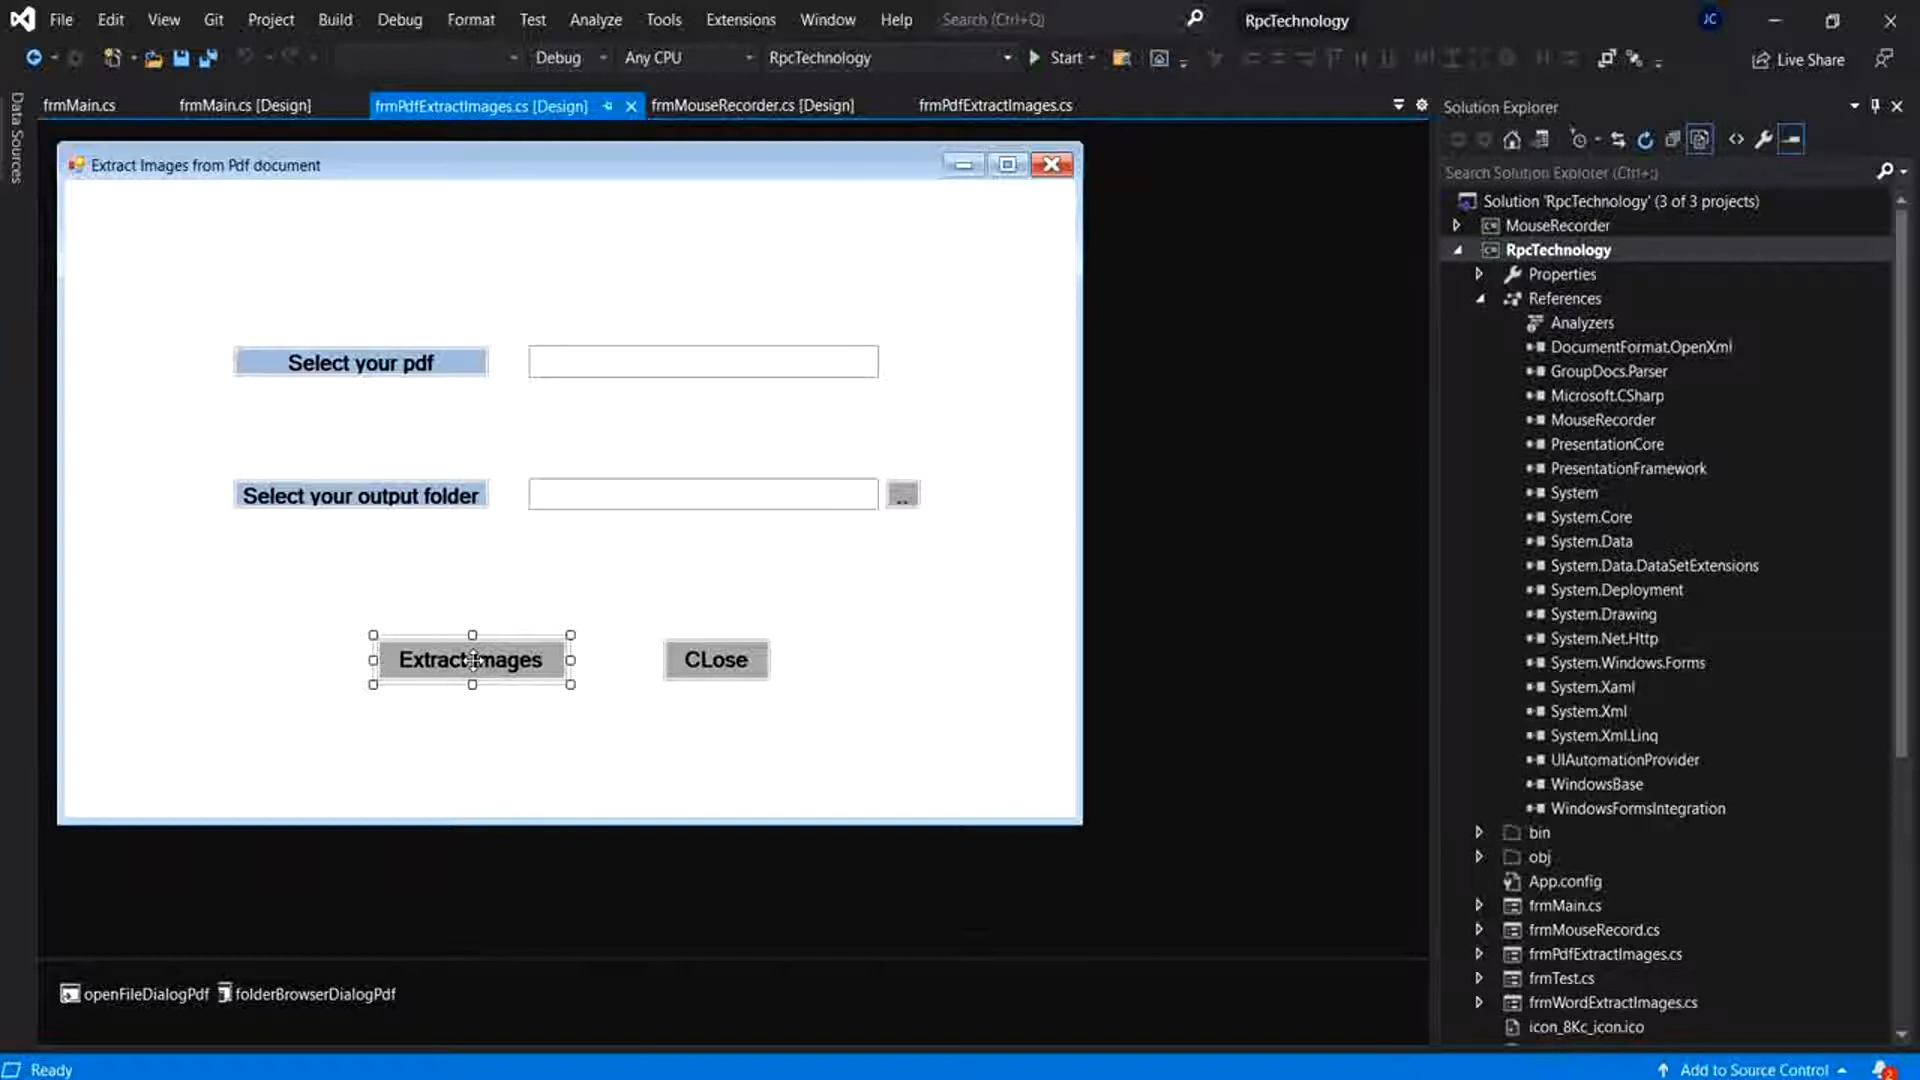 File Edit View Git Project Build Debug Format Test Analyze Tools Extensions Window Help Search (Ctrl+Q) RpcTechnology JC
Debug Any CPU RpcTechnology Start Live Share
Data Sources
frmMain.cs frmMain.cs [Design] frmPdfExtractImages.cs [Design] frmMouseRecorder.cs [Design] frmPdfExtractImages.cs
Extract Images from Pdf document
Select your pdf
Select your output folder
..
Extract Images CLose
openFileDialogPdf folderBrowserDialogPdf
Solution Explorer
Search Solution Explorer (Ctrl+;)
Solution 'RpcTechnology' (3 of 3 projects)
MouseRecorder
RpcTechnology
Properties
References
Analyzers
DocumentFormat.OpenXml
GroupDocs.Parser
Microsoft.CSharp
MouseRecorder
PresentationCore
PresentationFramework
System
System.Core
System.Data
System.Data.DataSetExtensions
System.Deployment
System.Drawing
System.Net.Http
System.Windows.Forms
System.Xaml
System.Xml
System.Xml.Linq
UIAutomationProvider
WindowsBase
WindowsFormsIntegration
bin
obj
App.config
frmMain.cs
frmMouseRecord.cs
frmPdfExtractImages.cs
frmTest.cs
frmWordExtractImages.cs
icon_8Kc_icon.ico
Ready Add to Source Control 2